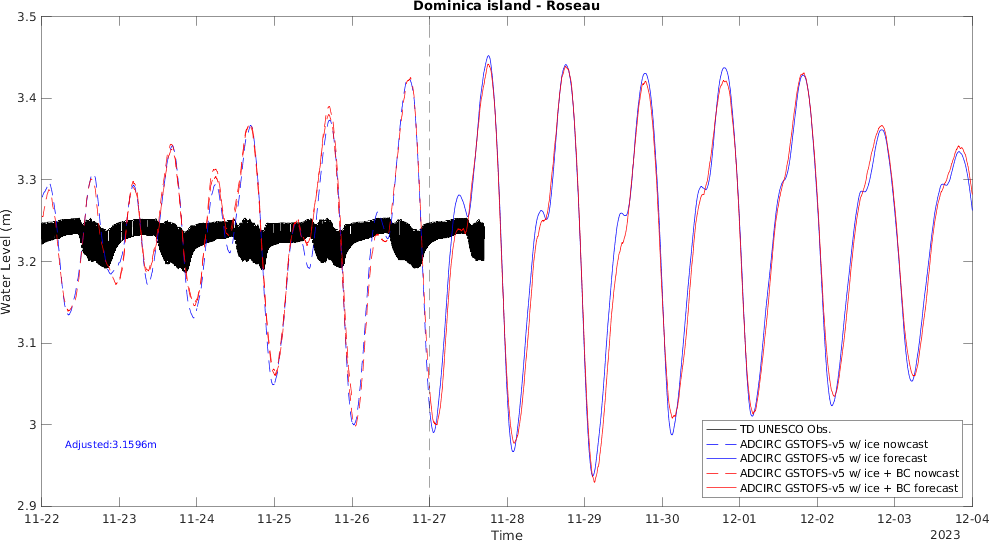 Dominica island - Roseau
3.5
3.4
3.3
3.2
3.1
3
2.9
Water Level (m)
Adjusted:3.1596m
TD UNESCO Obs.
ADCIRC GSTOFS-v5 w/ ice nowcast
ADCIRC GSTOFS-v5 w/ ice forecast
ADCIRC GSTOFS-v5 w/ ice + BC nowcast
ADCIRC GSTOFS-v5 w/ ice + BC forecast
11-22 11-23 11-24 11-25 11-26 11-27 11-28 11-29 11-30 12-01 12-02 12-03 12-04
Time
2023